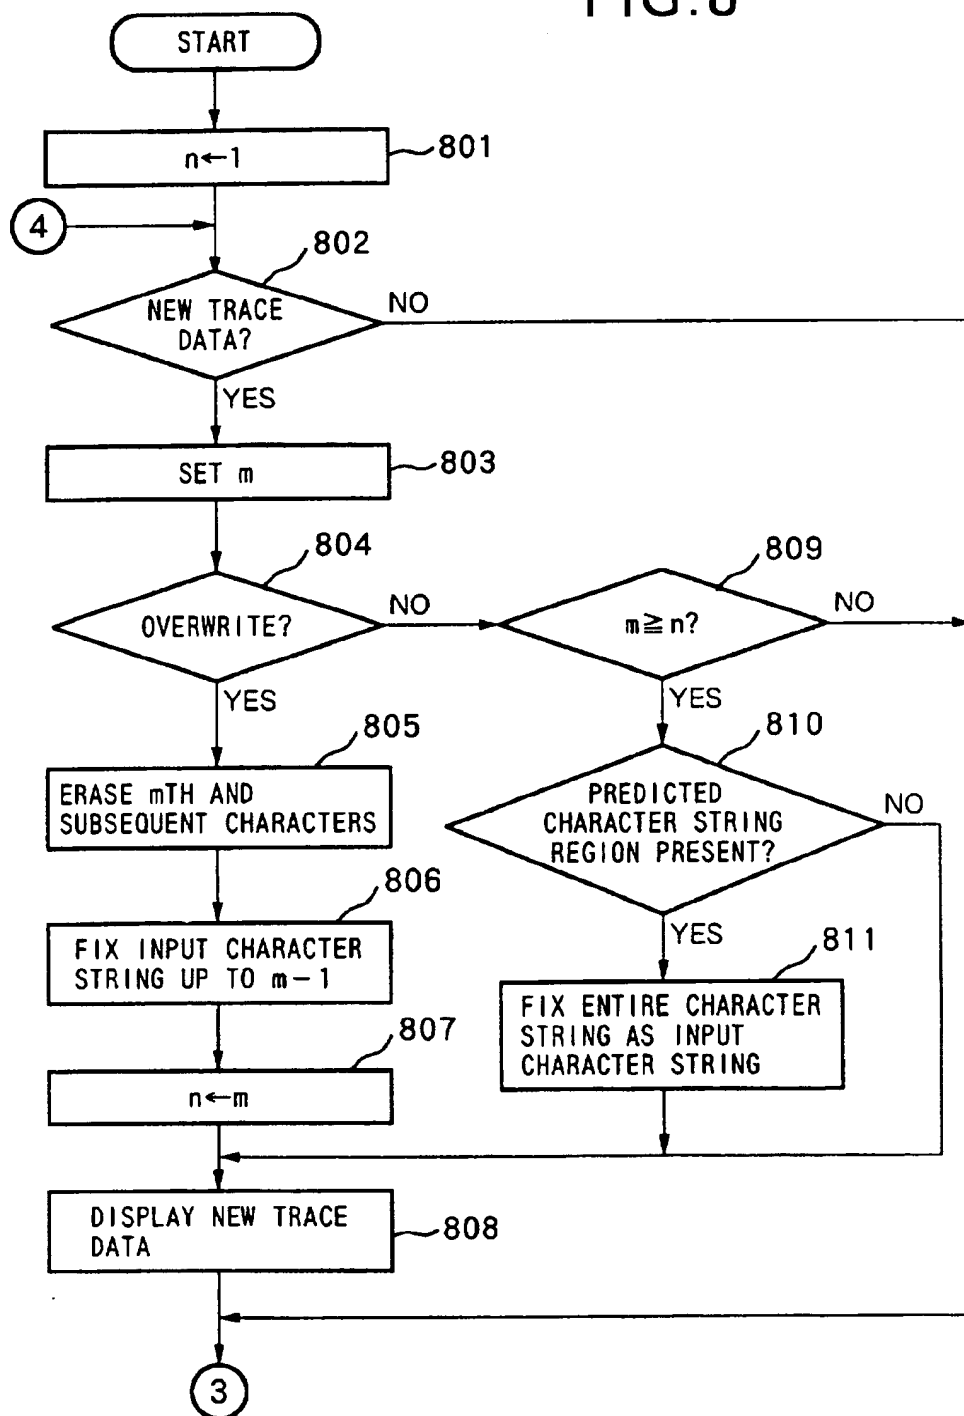 FIG.8
START
n←1
801
4
802
NEW TRACE
DATA?
NO
YES
SET m
803
804
OVERWRITE?
NO
YES
809
m≧n?
NO
YES
805
ERASE mTH AND
SUBSEQUENT CHARACTERS
810
PREDICTED
CHARACTER STRING
REGION PRESENT?
NO
YES
806
FIX INPUT CHARACTER
STRING UP TO m-1
811
FIX ENTIRE CHARACTER
STRING AS INPUT
CHARACTER STRING
807
n←m
DISPLAY NEW TRACE
DATA
808
3